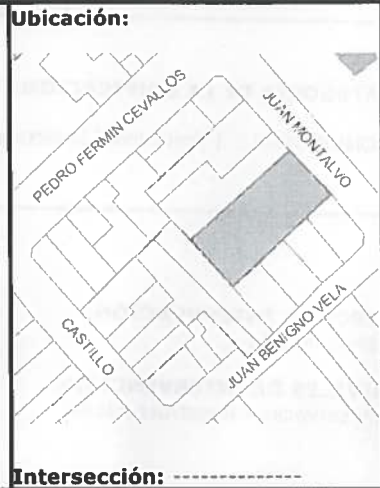 Ubicación:
PEDRO FERMIN CEVALLOS
JUAN MONTALVO
CASTILLO
JUAN BENIGNO VELA
Intersección: --------------